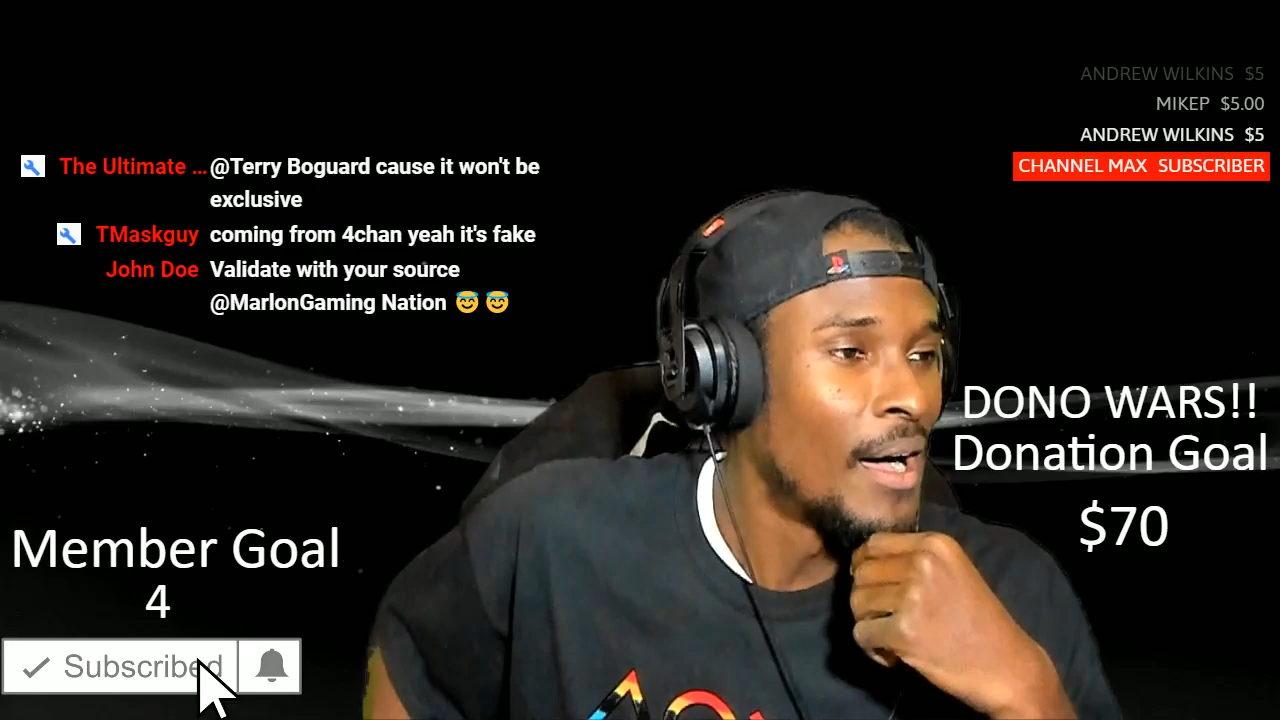 ANDREW WILKINS $5
MIKEP $5.00
ANDREW WILKINS $5
CHANNEL MAX SUBSCRIBER
The Ultimate ... @Terry Boguard cause it won't be
exclusive
TMaskguy coming from 4chan yeah it's fake
John Doe Validate with your source
@MarlonGaming Nation 😇 😇
DONO WARS!!
Donation Goal
$70
Member Goal
4
Subscribed